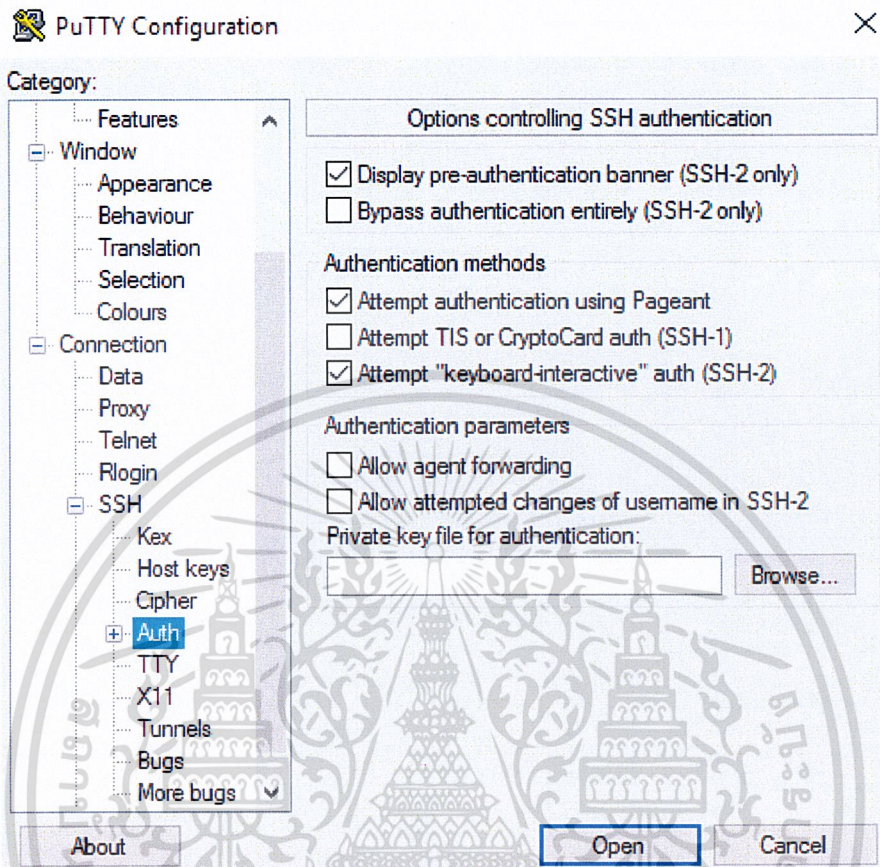 PuTTY Configuration
Category:
Features
Window
Appearance
Behaviour
Translation
Selection
Colours
Connection
Data
Proxy
Telnet
Rlogin
SSH
Kex
Host keys
Cipher
Auth
TTY
X11
Tunnels
Bugs
More bugs
Options controlling SSH authentication
Display pre-authentication banner (SSH-2 only)
Bypass authentication entirely (SSH-2 only)
Authentication methods
Attempt authentication using Pageant
Attempt TIS or CryptoCard auth (SSH-1)
Attempt "keyboard-interactive" auth (SSH-2)
Authentication parameters
Allow agent forwarding
Allow attempted changes of username in SSH-2
Private key file for authentication:
Browse...
About
Open
Cancel